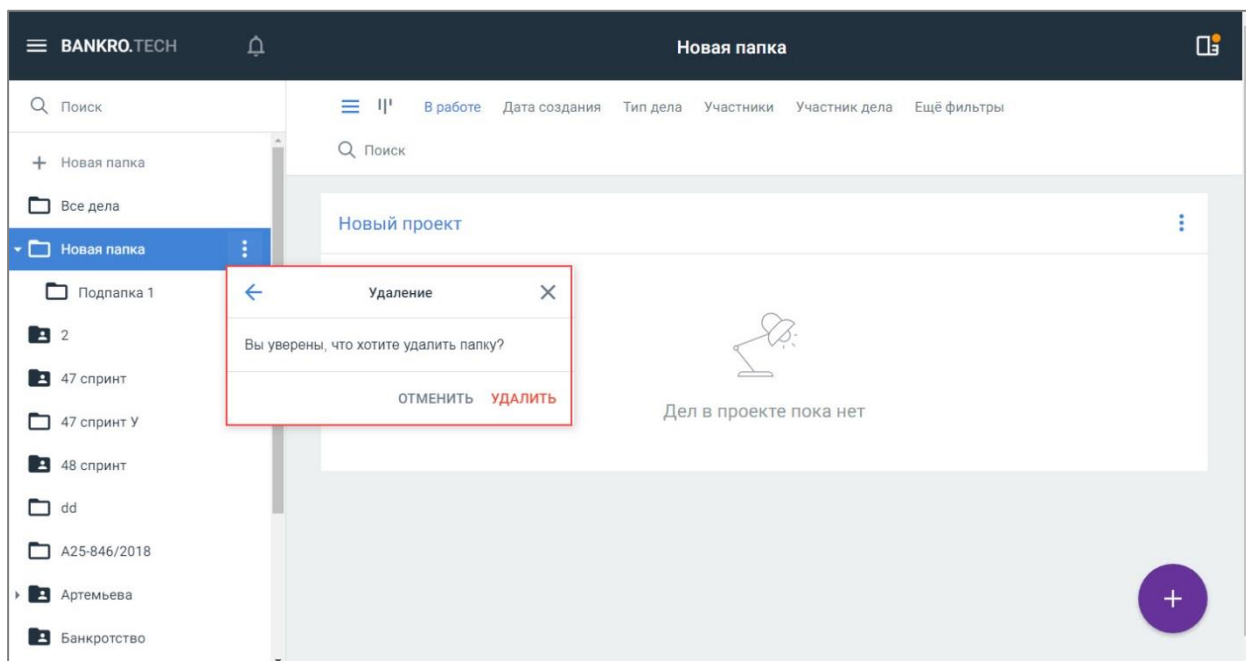 BANKRO.TECH
Новая папка
Поиск
В работе Дата создания Тип дела Участники Участник дела Ещё фильтры
Поиск
Новая папка
Все дела
Новая папка
Подпапка 1
2
47 спринт
47 спринт У
48 спринт
dd
А25-846/2018
Артемьева
Банкротство
Новый проект
Удаление
Вы уверены, что хотите удалить папку?
ОТМЕНИТЬ УДАЛИТЬ
Дел в проекте пока нет